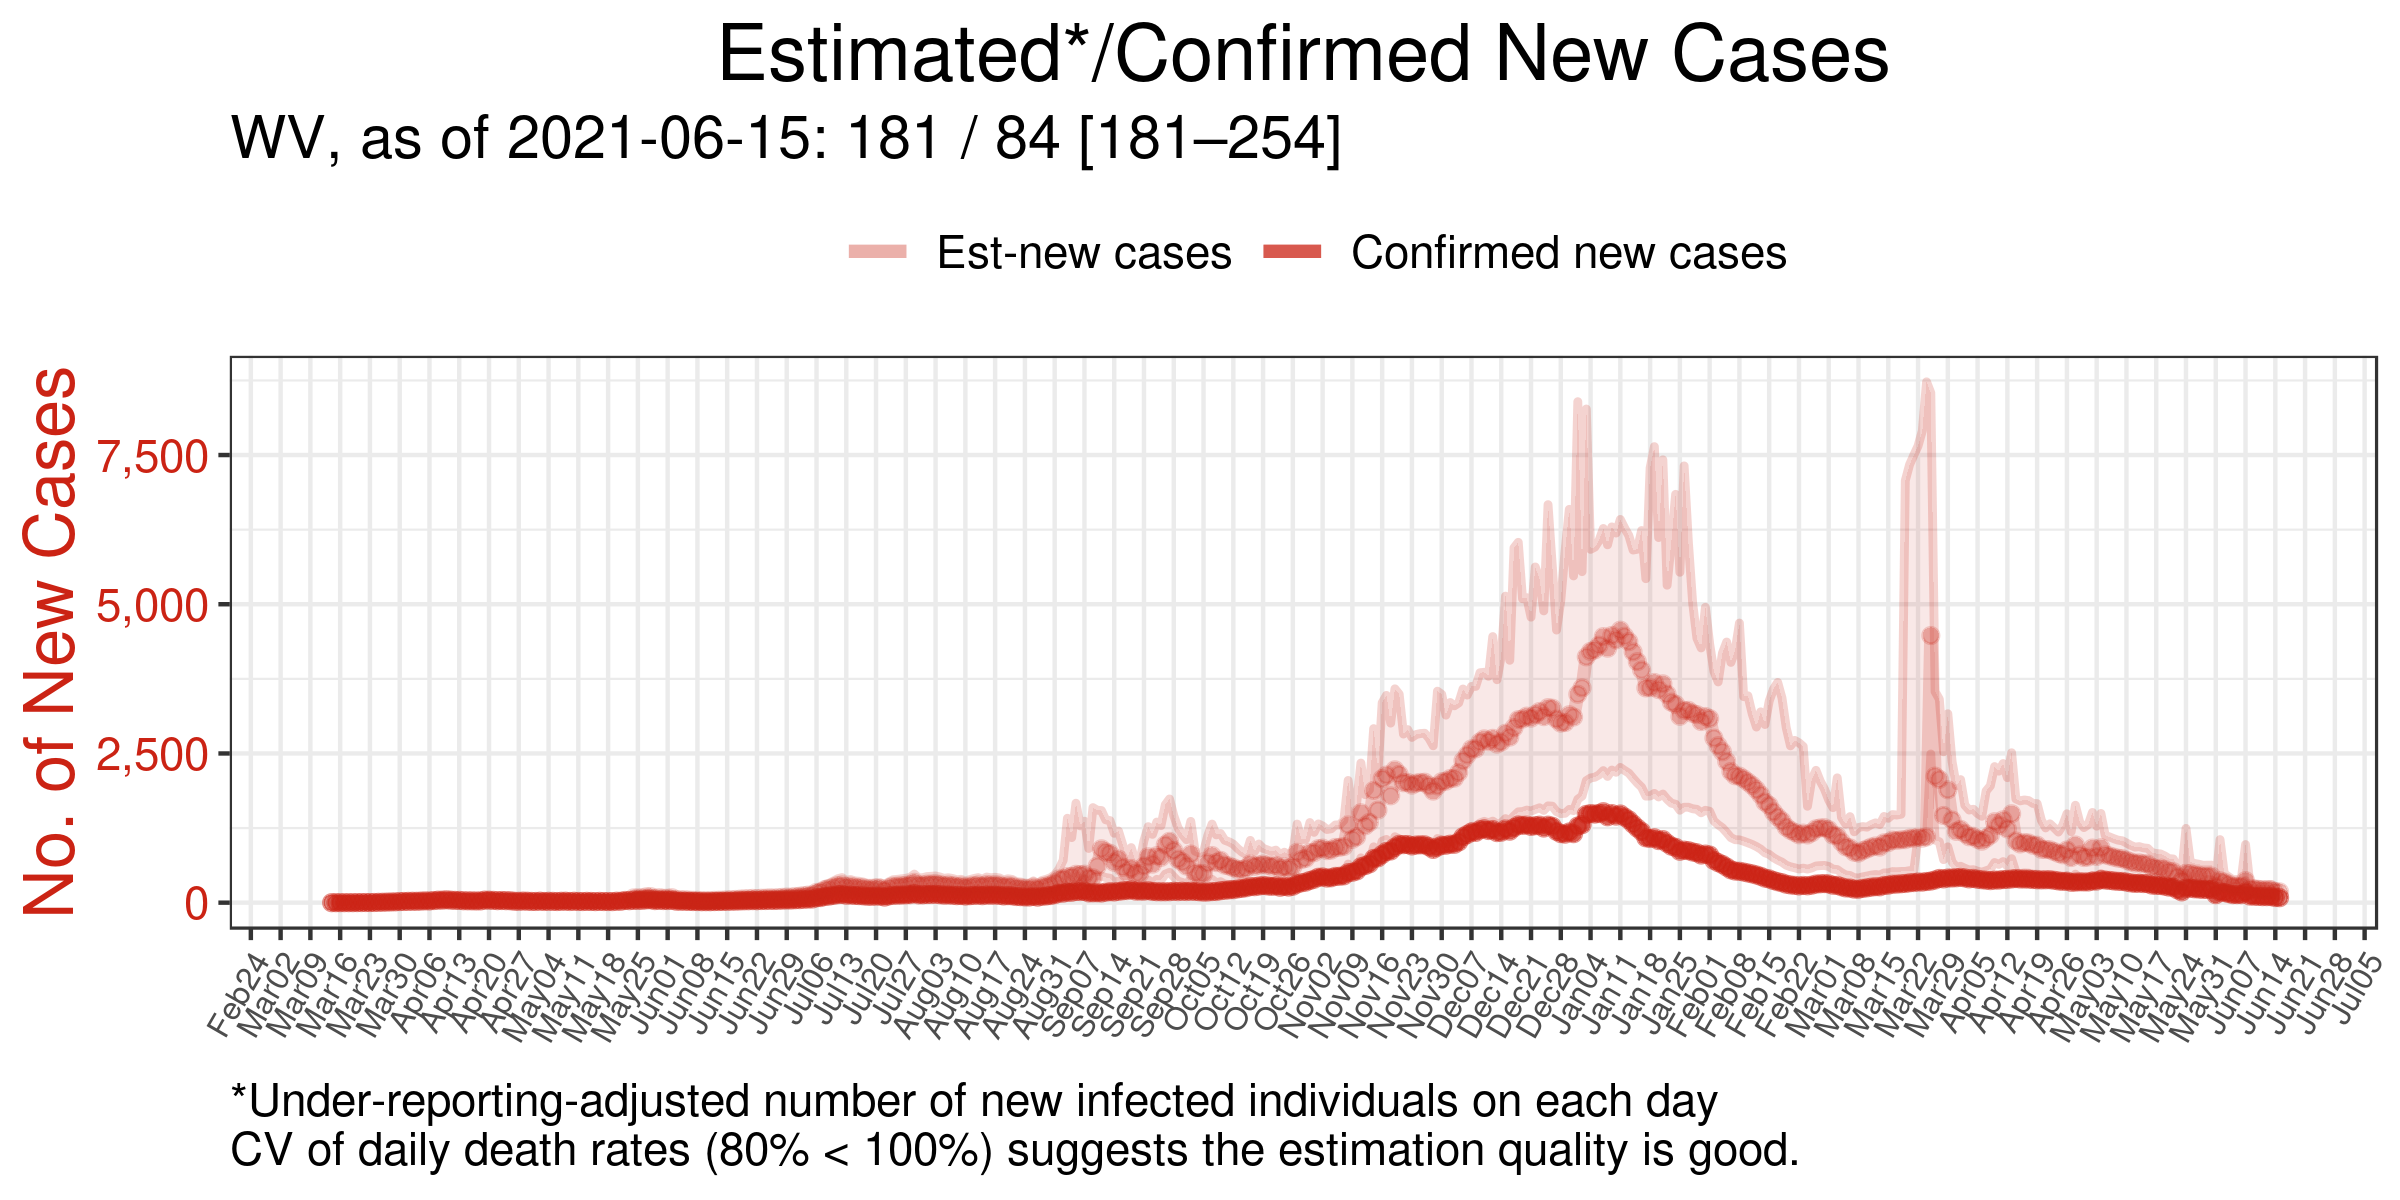 Estimated*/Confirmed New Cases
WV, as of 2021-06-15: 181 / 84 [181–254]
Est-new cases
Confirmed new cases
No. of New Cases
7,500
5,000
2,500
0
Feb24
Mar02
Mar09
Mar16
Mar23
Mar30
Apr06
Apr13
Apr20
Apr27
May04
May11
May18
May25
Jun01
Jun08
Jun15
Jun22
Jun29
Jul06
Jul13
Jul20
Jul27
Aug03
Aug10
Aug17
Aug24
Aug31
Sep07
Sep14
Sep21
Sep28
Oct05
Oct12
Oct19
Oct26
Nov02
Nov09
Nov16
Nov23
Nov30
Dec07
Dec14
Dec21
Dec28
Jan04
Jan11
Jan18
Jan25
Feb01
Feb08
Feb15
Feb22
Mar01
Mar08
Mar15
Mar22
Mar29
Apr05
Apr12
Apr19
Apr26
May03
May10
May17
May24
May31
Jun07
Jun14
Jun21
Jun28
Jul05
*Under-reporting-adjusted number of new infected individuals on each day
CV of daily death rates (80% < 100%) suggests the estimation quality is good.